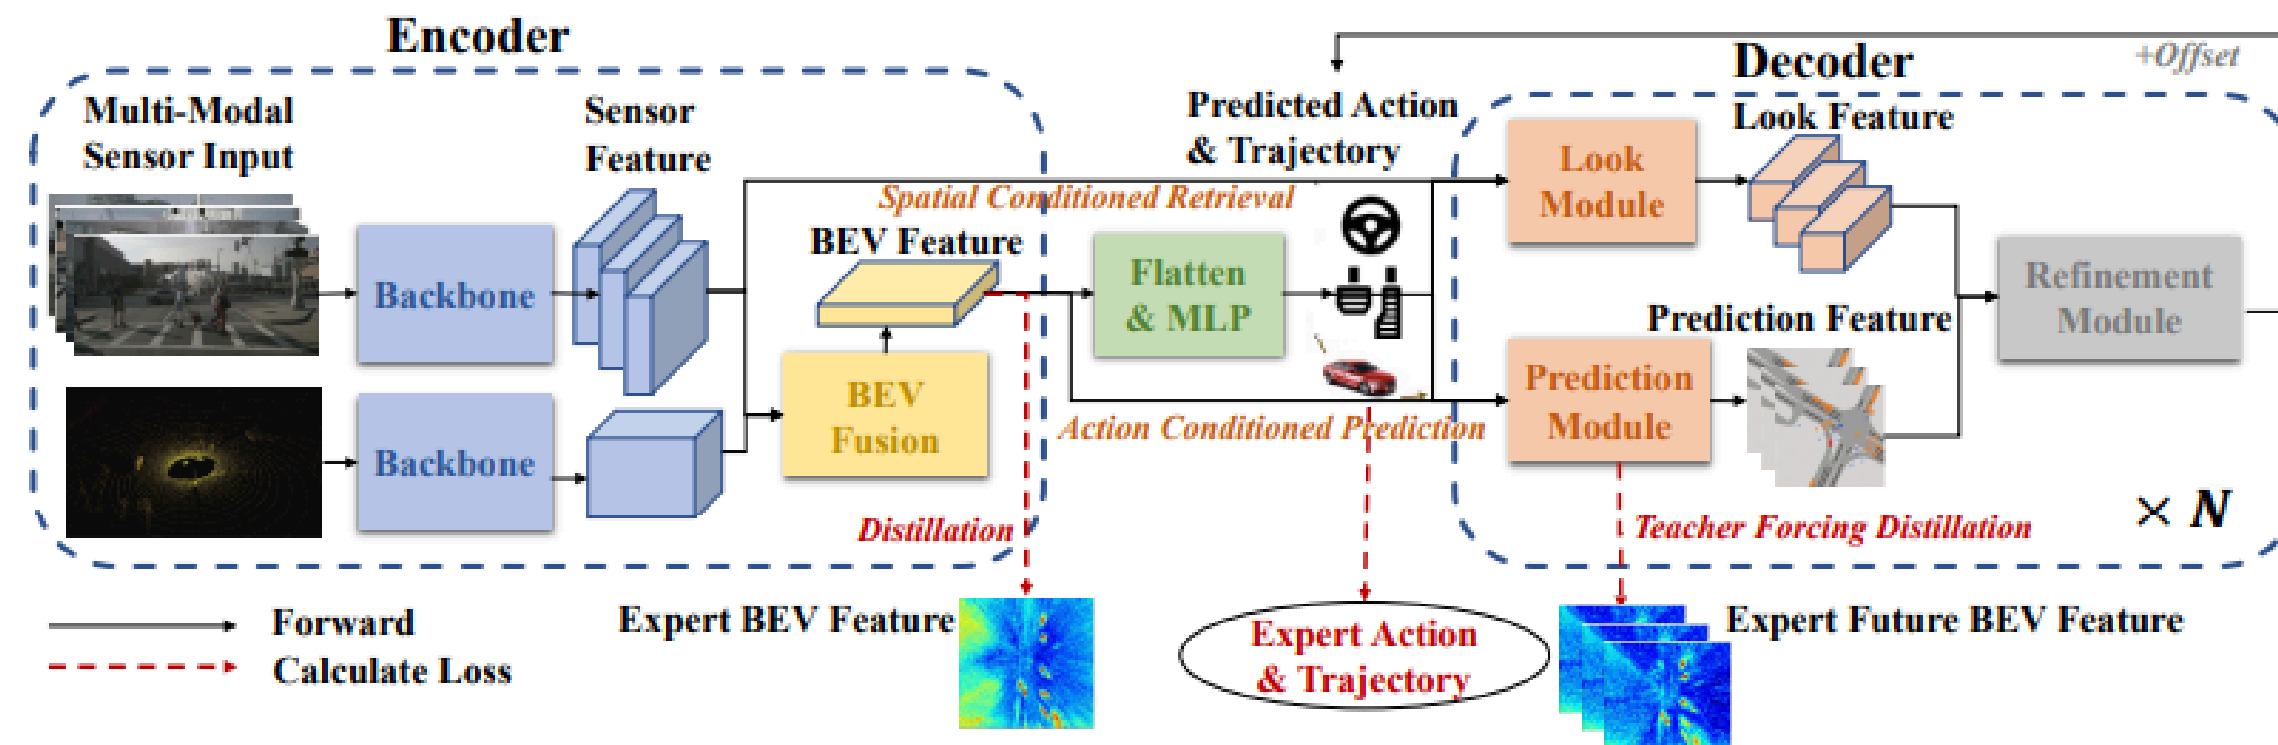 Encoder
Multi-Modal
Sensor Input
Sensor
Feature
Backbone
Backbone
BEV Feature
BEV
Fusion
Distillation
Predicted Action
& Trajectory
Spatial Conditioned Retrieval
Flatten
& MLP
Action Conditioned Prediction
+Offset
Decoder
Look Feature
Look
Module
Prediction Feature
Prediction
Module
Refinement
Module
Teacher Forcing Distillation
× N
Forward
Calculate Loss
Expert BEV Feature
Expert Action
& Trajectory
Expert Future BEV Feature